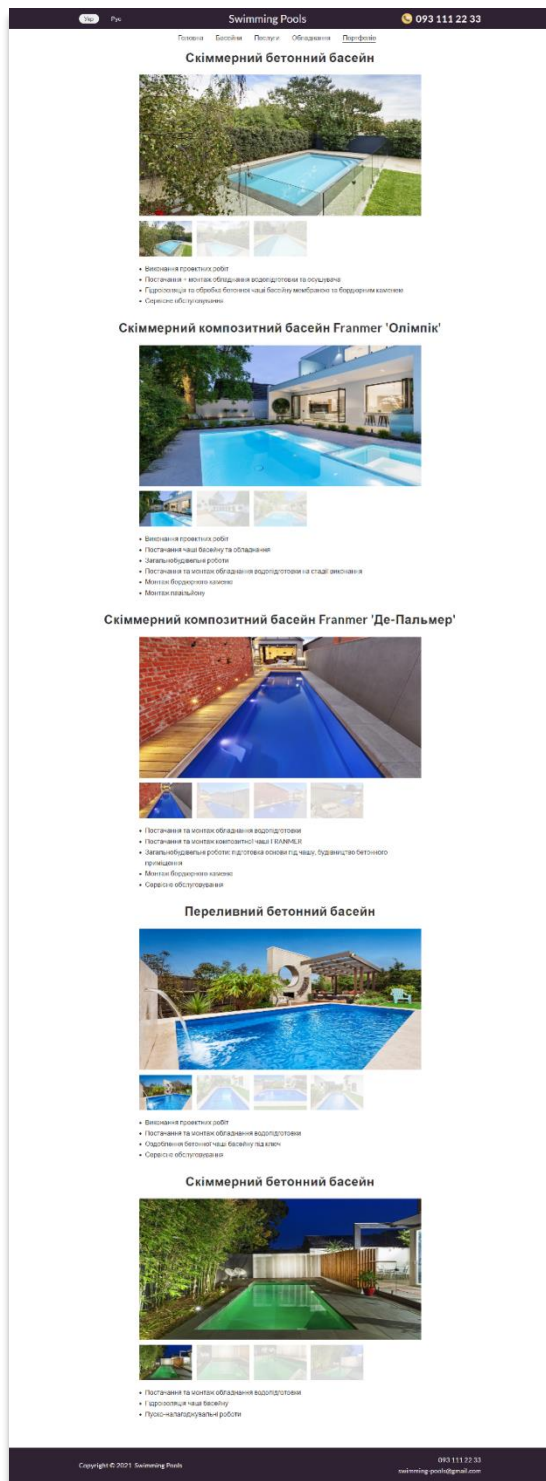 Укр Рус Swimming Pools 093 111 22 33
Головна Басейни Послуги Обладнання Портфоліо
Скіммерний бетонний басейн
• Виконання проектних робіт
• Постачання – монтаж обладнання водопідготовки та осушувача
• Гідроізоляція та обробка бетонної чаші басейну мембраною та бордюрним каменем
• Сервісне обслуговування
Скіммерний композитний басейн Franmer 'Олімпік'
• Виконання проектних робіт
• Постачання чаші басейну та обладнання
• Загальнобудівельні роботи
• Постачання та монтаж обладнання водопідготовки на стадії виконання
• Монтаж бордюрного каменю
• Монтаж павільйону
Скіммерний композитний басейн Franmer 'Де-Пальмер'
• Постачання та монтаж обладнання водопідготовки
• Постачання та монтаж композитної чаші FRANMER
• Загальнобудівельні роботи: підготовка основи під чашу, будівництво бетонного
приміщення
• Монтаж бордюрного каменю
• Сервісне обслуговування
Переливний бетонний басейн
• Виконання проектних робіт
• Постачання та монтаж обладнання водопідготовки
• Оздоблення бетонної чаші басейну під ключ
• Сервісне обслуговування
Скіммерний бетонний басейн
• Постачання та монтаж обладнання водопідготовки
• Гідроізоляція чаші басейну
• Пуско-налагоджувальні роботи
093 111 22 33
Copyright © 2021 Swimming Pools
swimming-pools@gmail.com